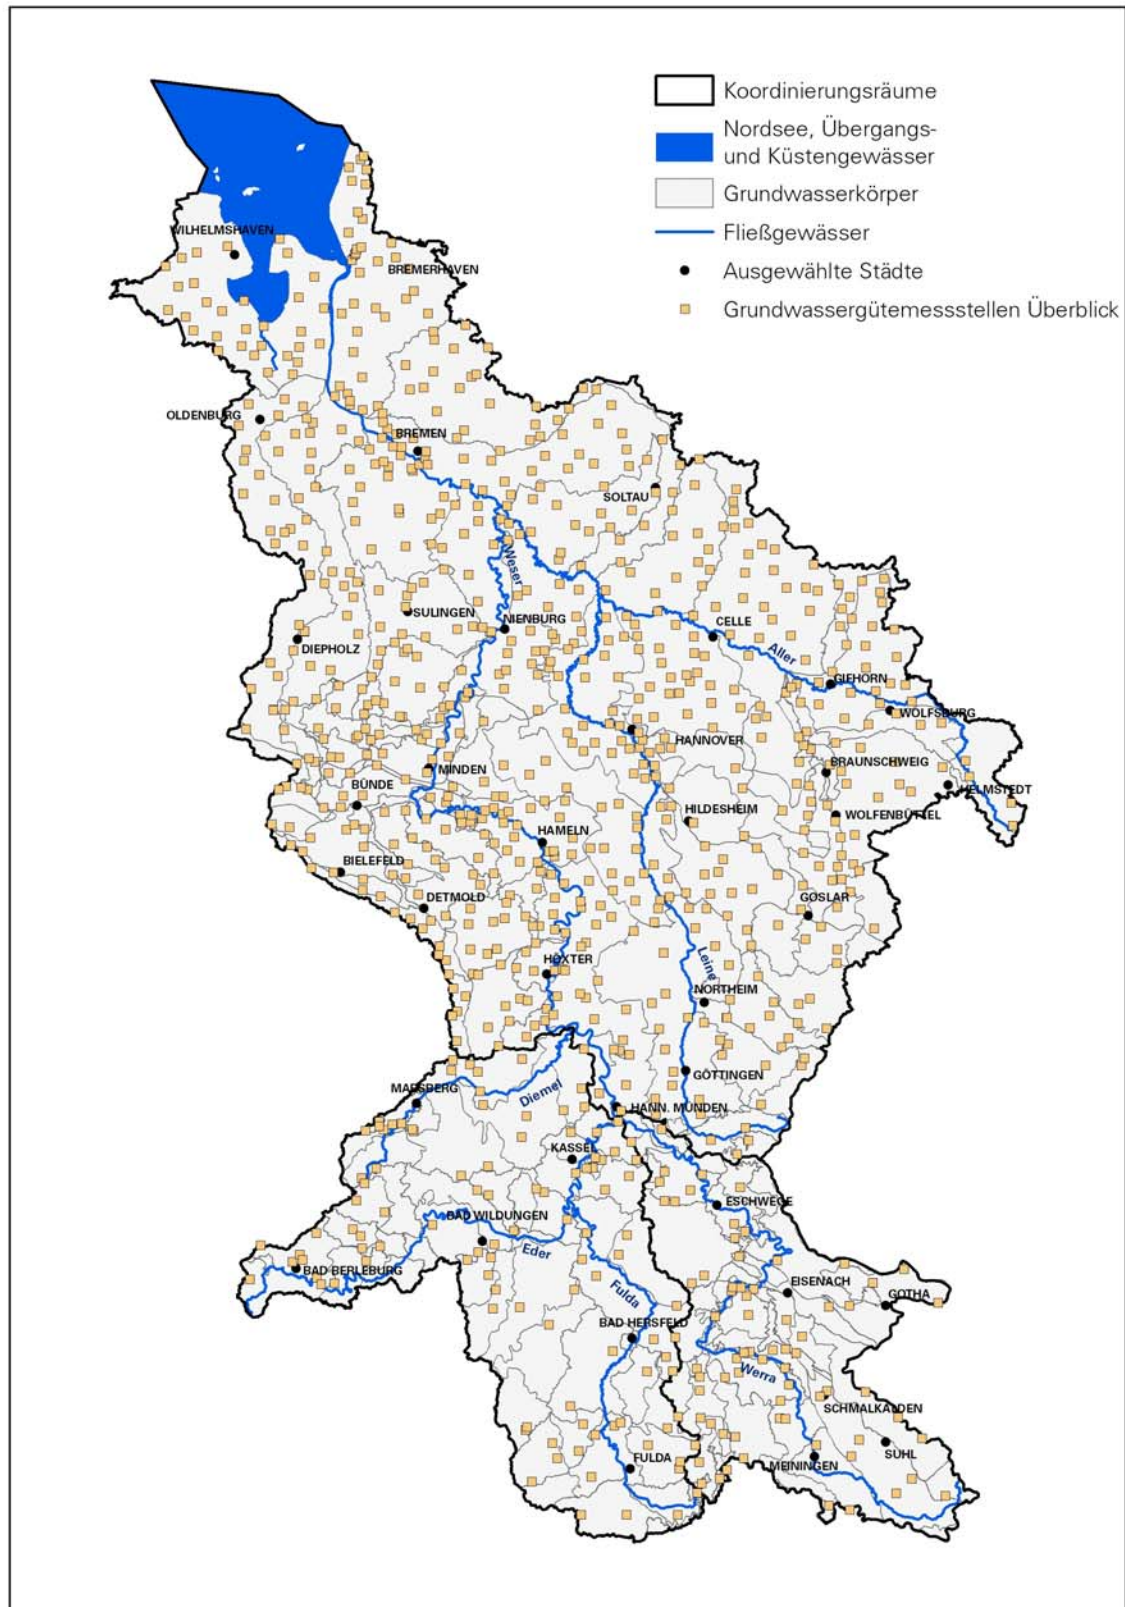 Koordinierungsräume
Nordsee, Übergangs-
und Küstengewässer
Grundwasserkörper
Fließgewässer
Ausgewählte Städte
Grundwassergütemessstellen Überblick
WILHELMSHAVEN
BREMERHAVEN
OLDENBURG
BREMEN
SOLTAU
Weser
SULINGEN
NIENBURG
CELLE
DIEPHOLZ
Aller
GIFHORN
WOLFSBURG
HANNOVER
MINDEN
BRAUNSCHWEIG
BÜNDE
HELMSTEDT
HILDESHEIM
WOLFENBÜTTEL
HAMELN
BIELEFELD
DETMOLD
GOSLAR
HÖXTER
Leine
NORTHEIM
GÖTTINGEN
MARSBERG
Diemel
HANN. MÜNDEN
KASSEL
ESCHWEGE
BAD WILDUNGEN
Eder
BAD BERLEBURG
EISENACH
Fulda
GOTHA
BAD HERSFELD
Werra
SCHMALKALDEN
SUHL
FULDA
MEININGEN